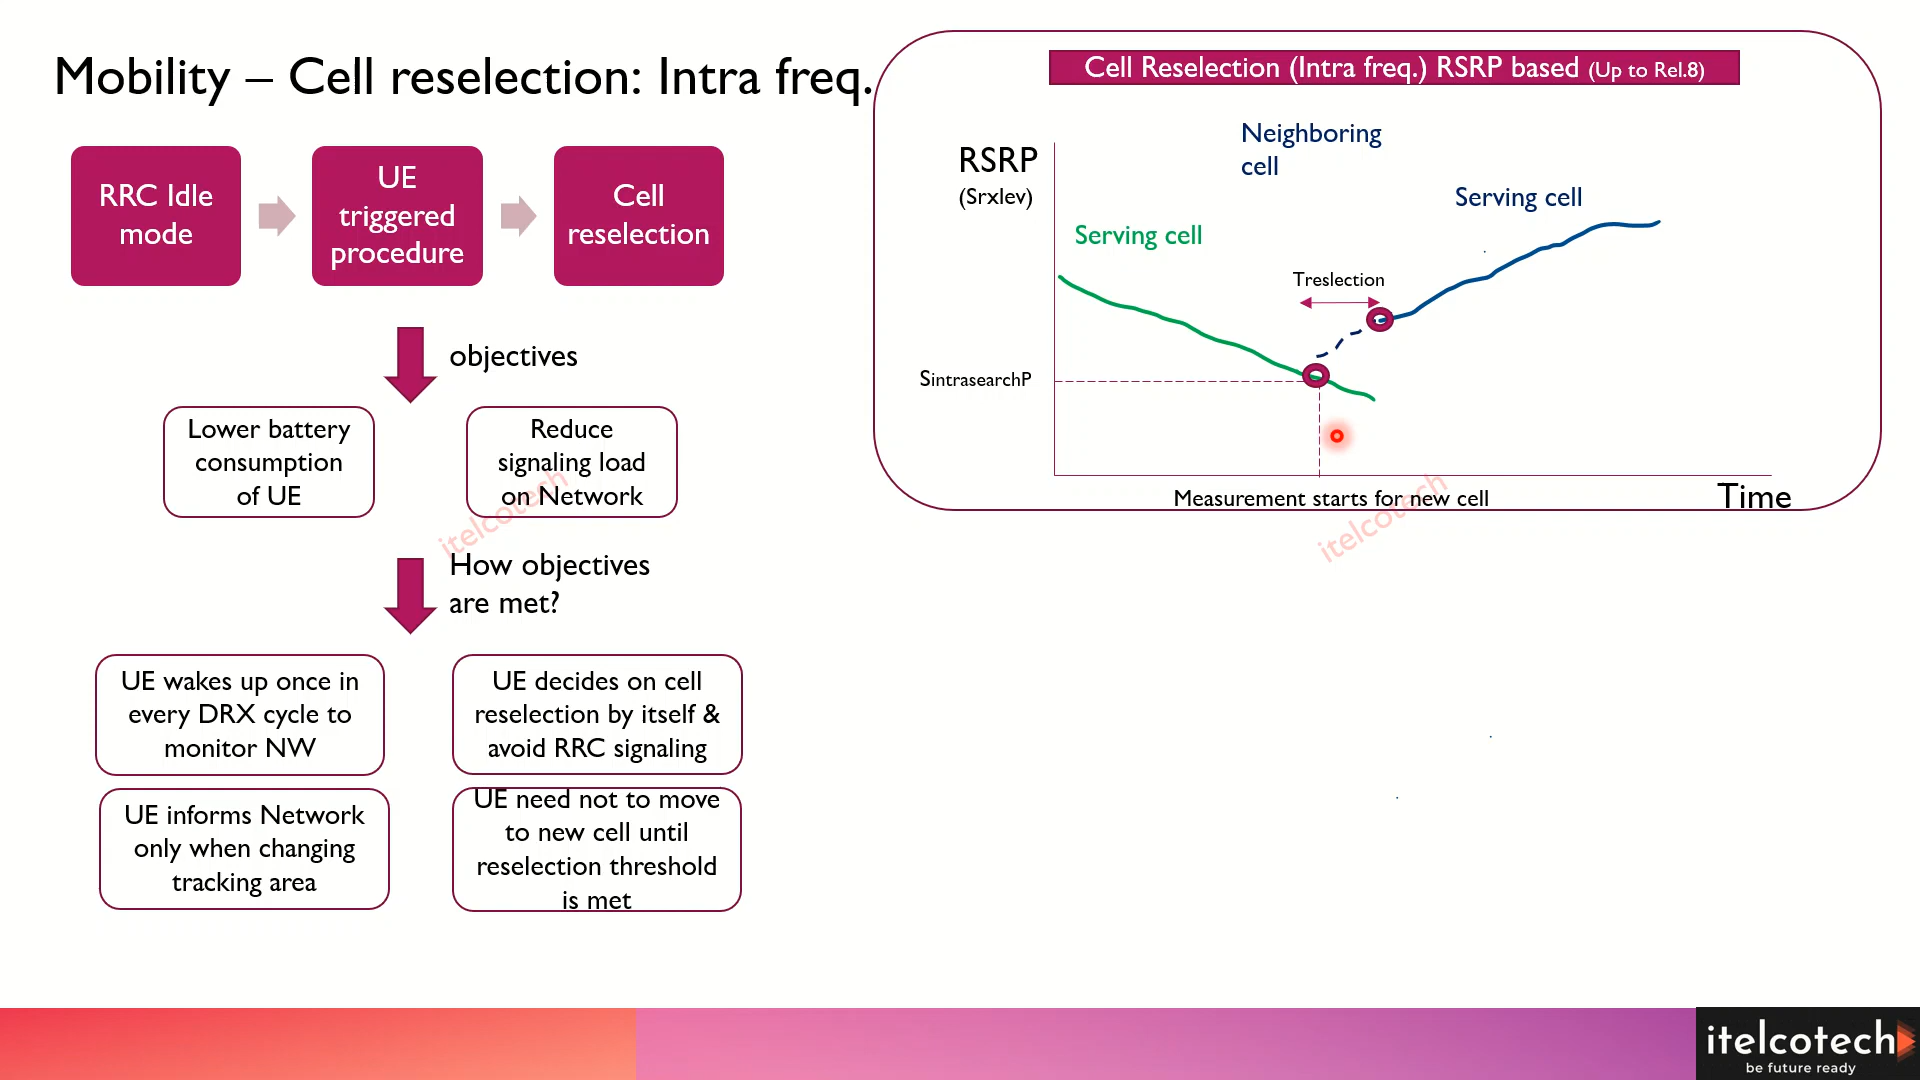 Mobility – Cell reselection: Intra freq.
RRC Idle
mode
UE
triggered
procedure
Cell
reselection
objectives
Lower battery
consumption
of UE
Reduce
signaling load
on Network
How objectives
are met?
UE wakes up once in
every DRX cycle to
monitor NW
UE decides on cell
reselection by itself &
avoid RRC signaling
UE informs Network
only when changing
tracking area
UE need not to move
to new cell until
reselection threshold
is met
Cell Reselection (Intra freq.) RSRP based (Up to Rel.8)
RSRP
(Srxlev)
Neighboring
cell
Serving cell
Serving cell
Treslection
SintrasearchP
Measurement starts for new cell
Time
itelcotech
itelcotech
itelcotech
be future ready